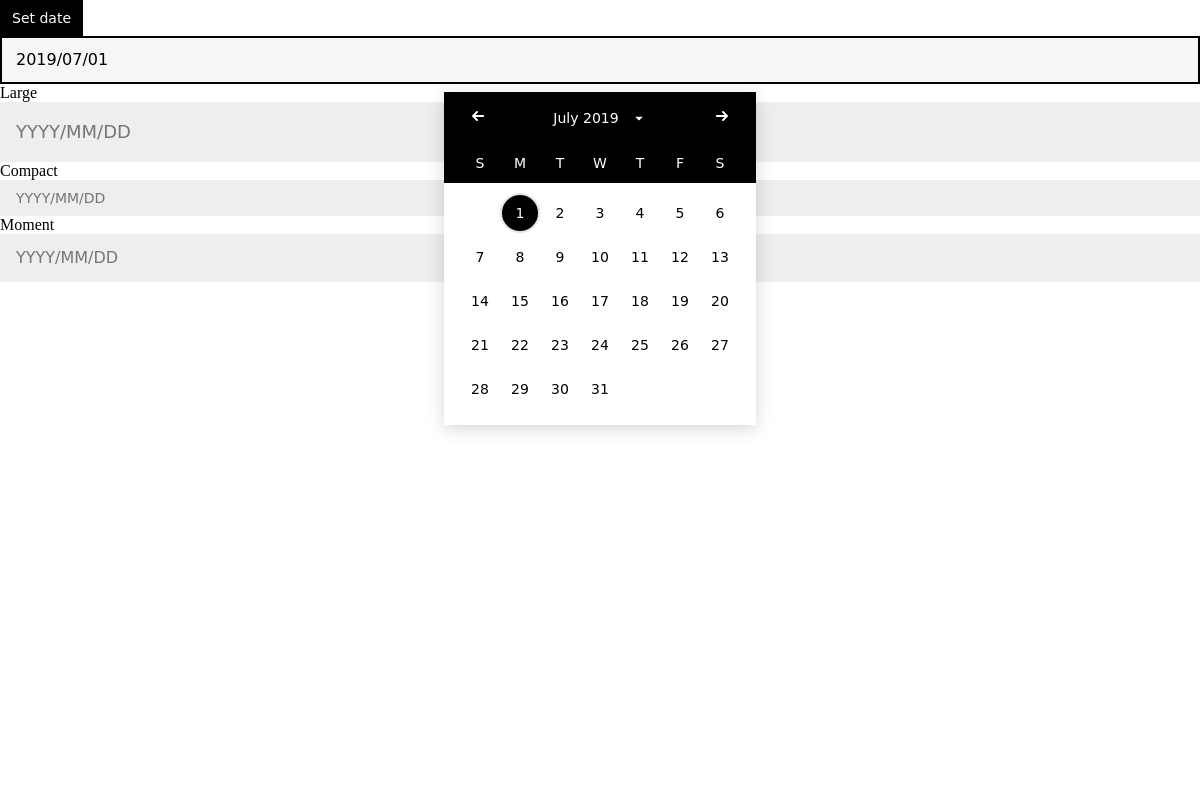 Set date
2019/07/01
Large
YYYY/MM/DD
Compact
YYYY/MM/DD
Moment
YYYY/MM/DD
July 2019
S M T W T F S
1 2 3 4 5 6
7 8 9 10 11 12 13
14 15 16 17 18 19 20
21 22 23 24 25 26 27
28 29 30 31